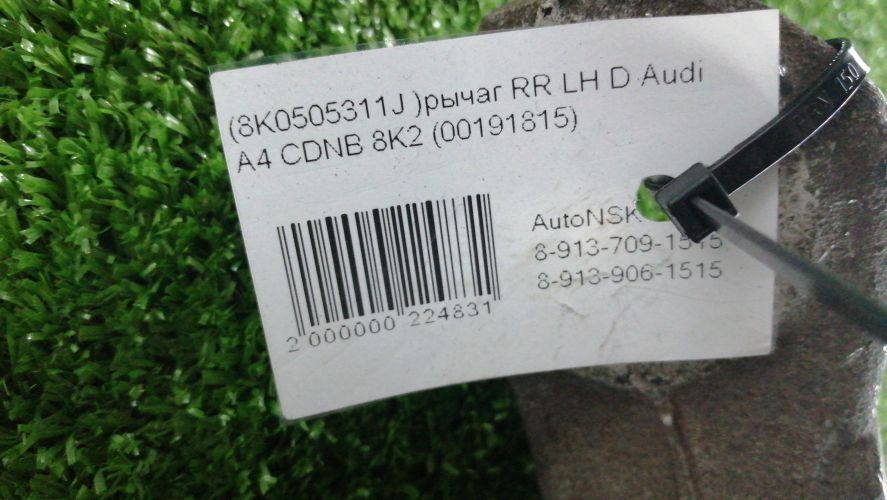 (8K0505311J )рычаг RR LH D Audi
A4 CDNB 8K2 (00191815)
AutoNSK
8-913-709-1515
8-913-906-1515
2 000000 224831
150